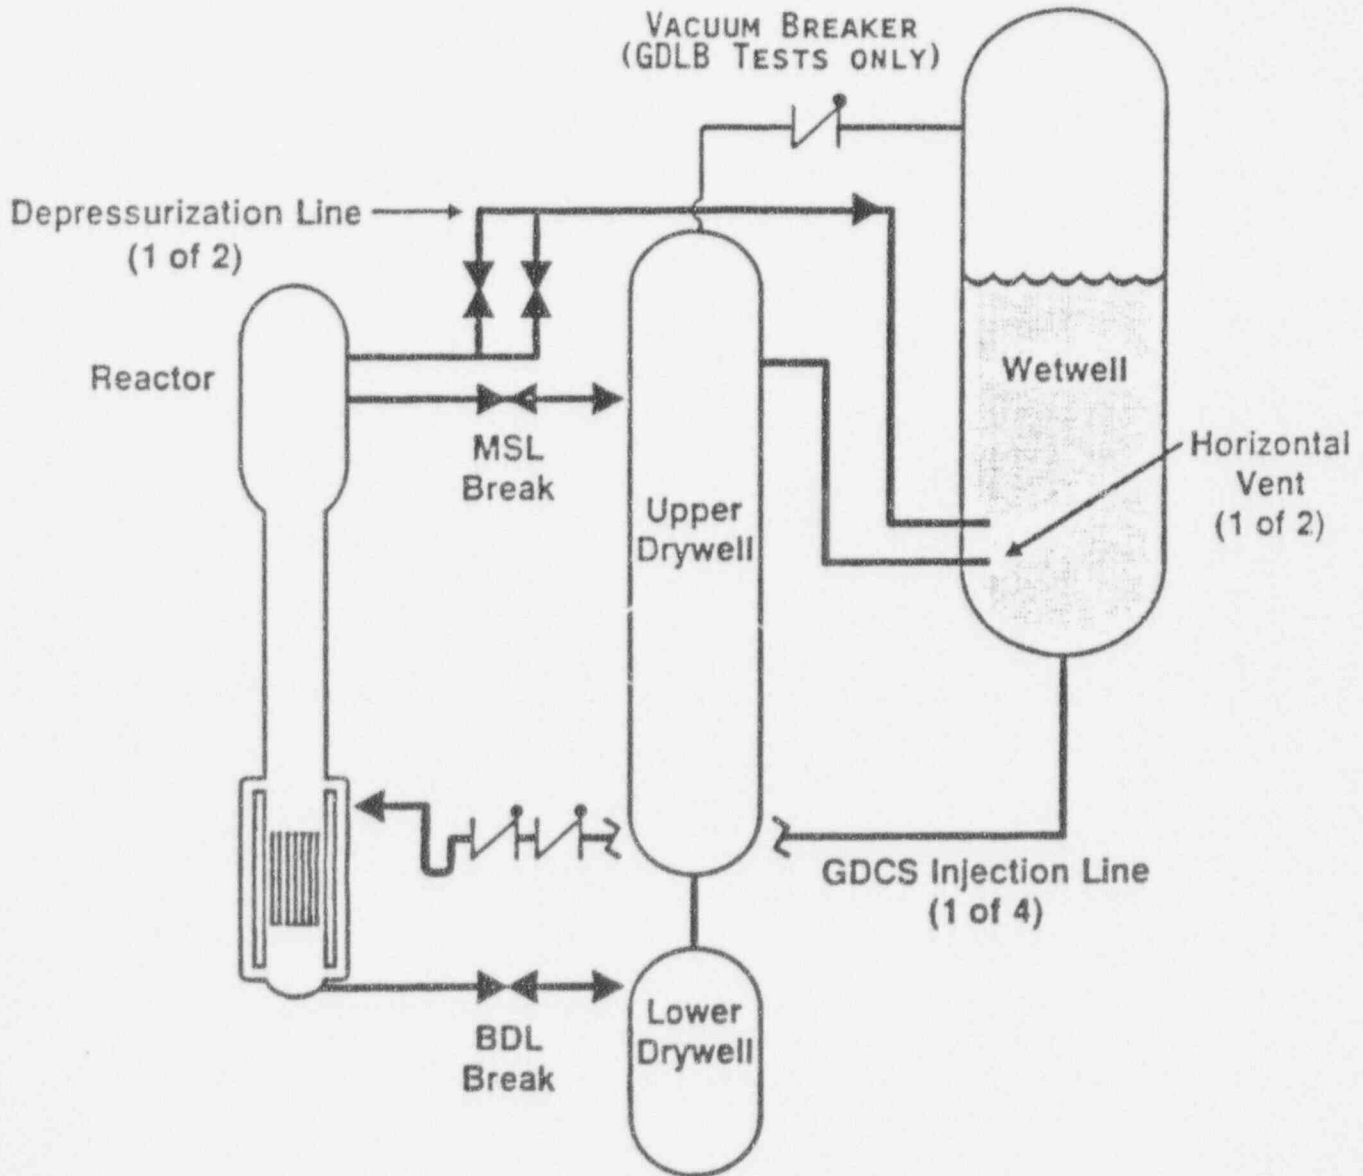 VACUUM BREAKER
(GDLB TESTS ONLY)
Depressurization Line
(1 of 2)
Reactor
MSL
Break
Upper
Drywell
Wetwell
Horizontal
Vent
(1 of 2)
GDCS Injection Line
(1 of 4)
BDL
Break
Lower
Drywell